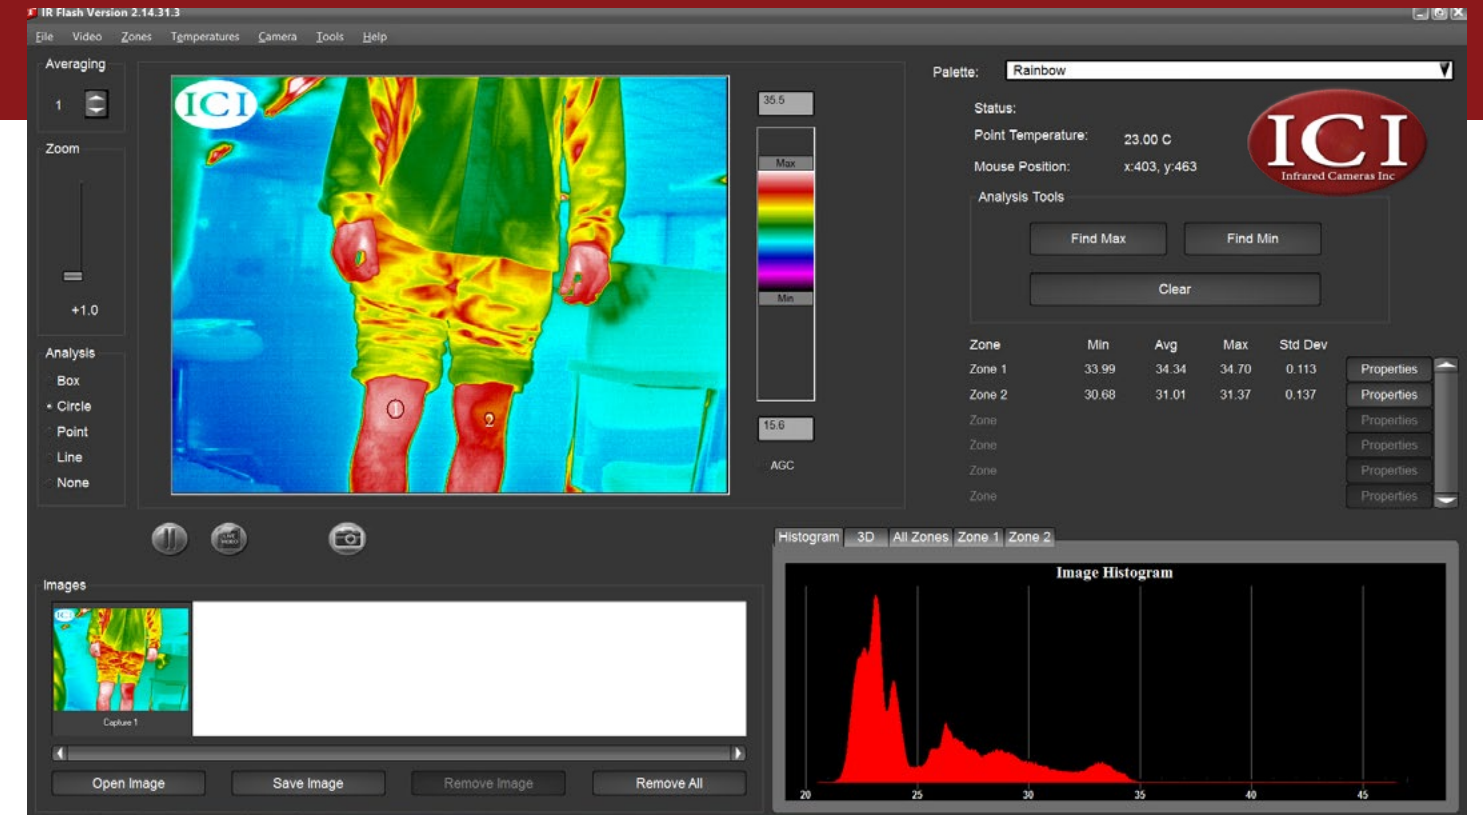 IR Flash Version 2.14.31.3
File Video Zones Temperatures Camera Tools Help
Averaging
1
Zoom
+1.0
Analysis
Box
Circle
Point
Line
None
ICI
1
2
35.5
Max
Min
15.6
AGC
Palette: Rainbow
Status:
Point Temperature: 23.00 C
Mouse Position: x:403, y:463
ICI
Infrared Cameras Inc
Analysis Tools
Find Max Find Min
Clear
Zone Min Avg Max Std Dev
Zone 1 33.99 34.34 34.70 0.113 Properties
Zone 2 30.68 31.01 31.37 0.137 Properties
Zone Properties
Zone Properties
Zone Properties
Zone Properties
LIVE
VIDEO
Images
ICI
Capture 1
Open Image Save Image Remove Image Remove All
Histogram 3D All Zones Zone 1 Zone 2
Image Histogram
20 25 30 35 40 45